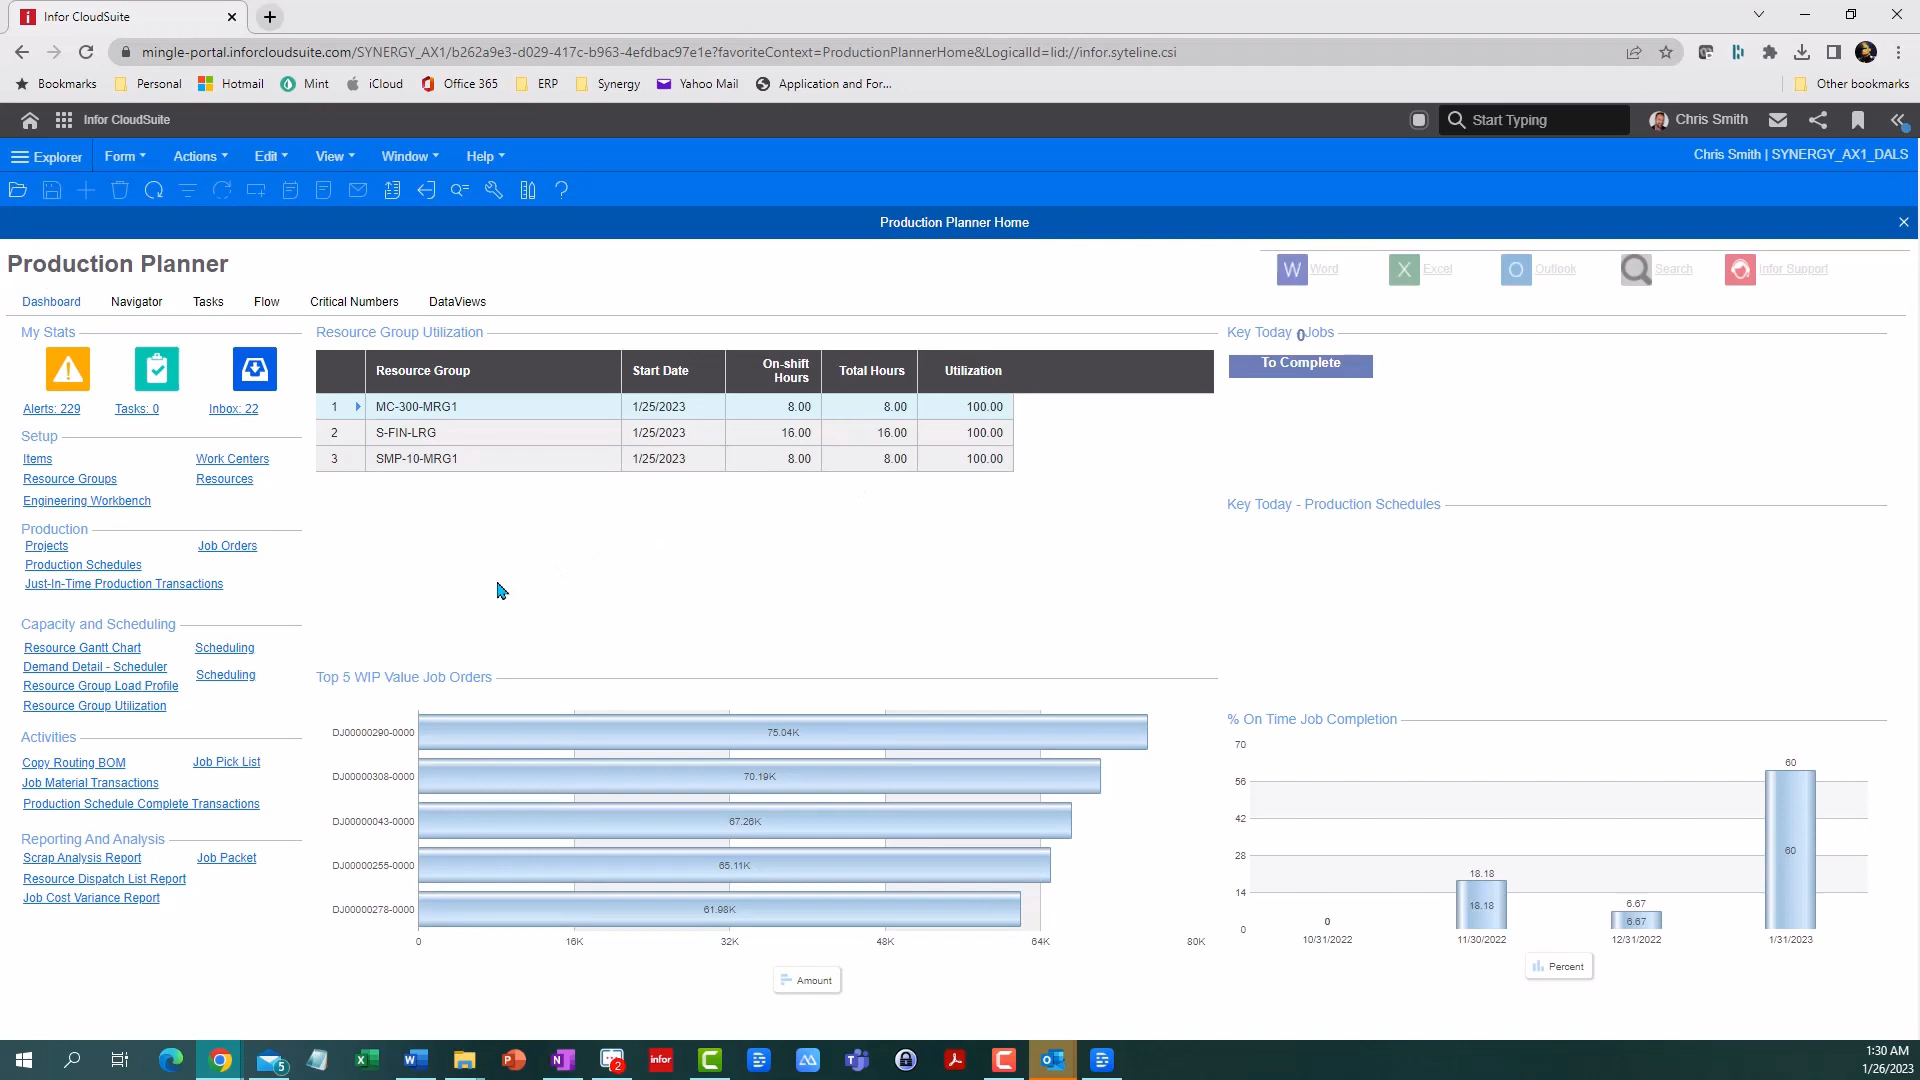 Infor CloudSuite
mingle-portal.inforcloudsuite.com/SYNERGY_AX1/b262a9e3-d029-417c-b963-4efdbac97e1e?favoriteContext=ProductionPlannerHome&LogicalId=lid://infor.syteline.csi
Bookmarks Personal Hotmail Mint iCloud Office 365 ERP Synergy Yahoo Mail Application and For... Other bookmarks
Infor CloudSuite Start Typing Chris Smith
Explorer Form Actions Edit View Window Help Chris Smith | SYNERGY_AX1_DALS
Production Planner Home
Production Planner
Word Excel Outlook Search Infor Support
Dashboard Navigator Tasks Flow Critical Numbers DataViews
My Stats
Alerts: 229 Tasks: 0 Inbox: 22
Setup
Items Work Centers
Resource Groups Resources
Engineering Workbench
Production
Projects Job Orders
Production Schedules
Just-In-Time Production Transactions
Capacity and Scheduling
Resource Gantt Chart Scheduling
Demand Detail - Scheduler Scheduling
Resource Group Load Profile
Resource Group Utilization
Activities
Copy Routing BOM Job Pick List
Job Material Transactions
Production Schedule Complete Transactions
Reporting And Analysis
Scrap Analysis Report Job Packet
Resource Dispatch List Report
Job Cost Variance Report
Resource Group Utilization
Resource Group Start Date On-shift Hours Total Hours Utilization
1 MC-300-MRG1 1/25/2023 8.00 8.00 100.00
2 S-FIN-LRG 1/25/2023 16.00 16.00 100.00
3 SMP-10-MRG1 1/25/2023 8.00 8.00 100.00
Top 5 WIP Value Job Orders
DJ00000290-0000 75.04K
DJ00000308-0000 70.19K
DJ00000043-0000 67.26K
DJ00000255-0000 65.11K
DJ00000278-0000 61.98K
0 16K 32K 48K 64K 80K
Amount
Key Today 0 Jobs
To Complete
Key Today - Production Schedules
% On Time Job Completion
70
56
42
28
14
0
0 18.18 6.67 60
18.18 6.67 60
10/31/2022 11/30/2022 12/31/2022 1/31/2023
Percent
5 infor 2
1:30 AM
1/26/2023